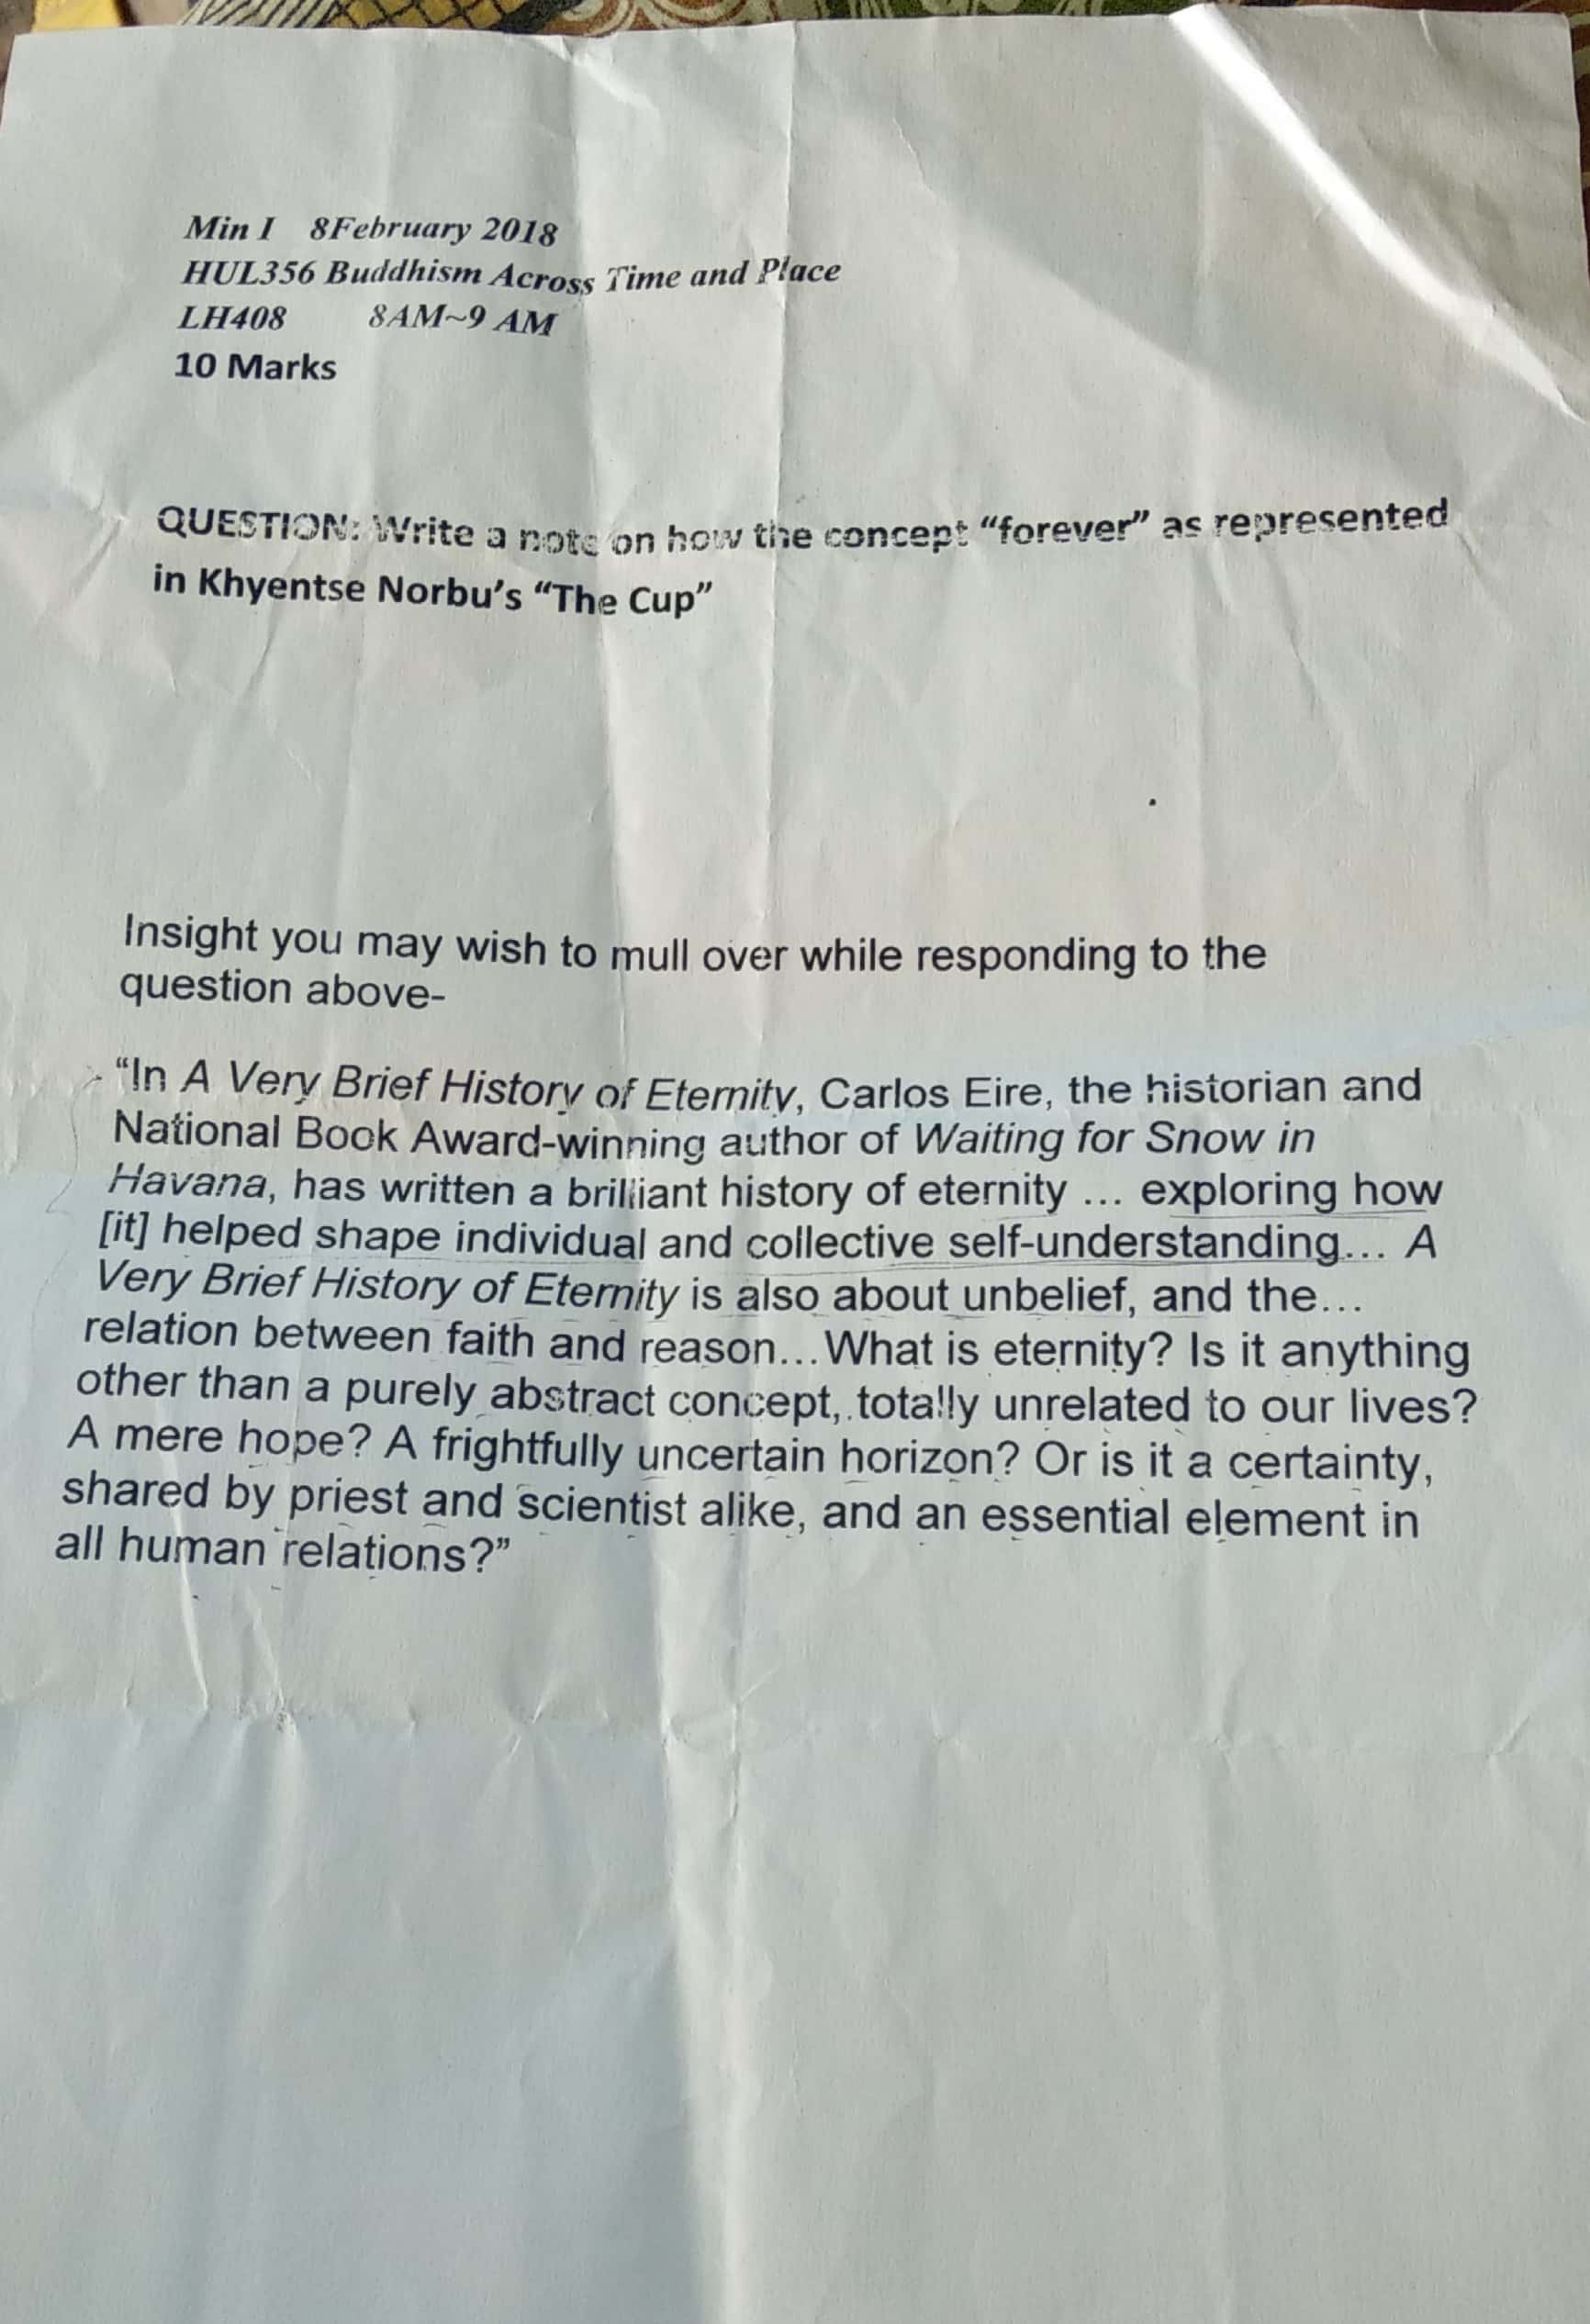 Min I 8February 2018
HUL356 Buddhism Across Time and Place
LH408 8AM~9 AM
10 Marks
QUESTION: Write a note on how the concept “forever” as represented
in Khyentse Norbu’s “The Cup”
Insight you may wish to mull over while responding to the
question above-
“In A Very Brief History of Eternity, Carlos Eire, the historian and
National Book Award-winning author of Waiting for Snow in
Havana, has written a brilliant history of eternity ... exploring how
[it] helped shape individual and collective self-understanding... A
Very Brief History of Eternity is also about unbelief, and the...
relation between faith and reason...What is eternity? Is it anything
other than a purely abstract concept, totally unrelated to our lives?
A mere hope? A frightfully uncertain horizon? Or is it a certainty,
shared by priest and scientist alike, and an essential element in
all human relations?”